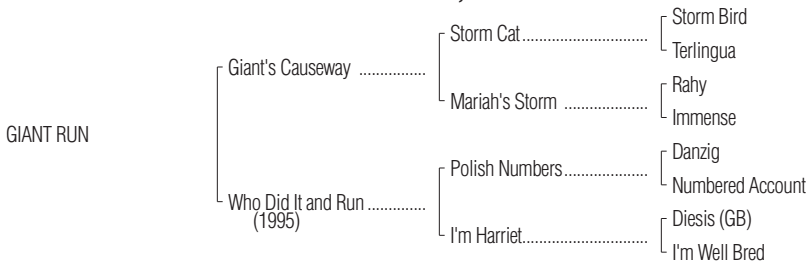 Storm Bird
Storm Cat..............................
Terlingua
Giant's Causeway ................
Rahy
Mariah's Storm ....................
Immense
GIANT RUN
Danzig
Polish Numbers....................
Numbered Account
Who Did It and Run ..............
(1995)
Diesis (GB)
I'm Harriet..............................
I'm Well Bred